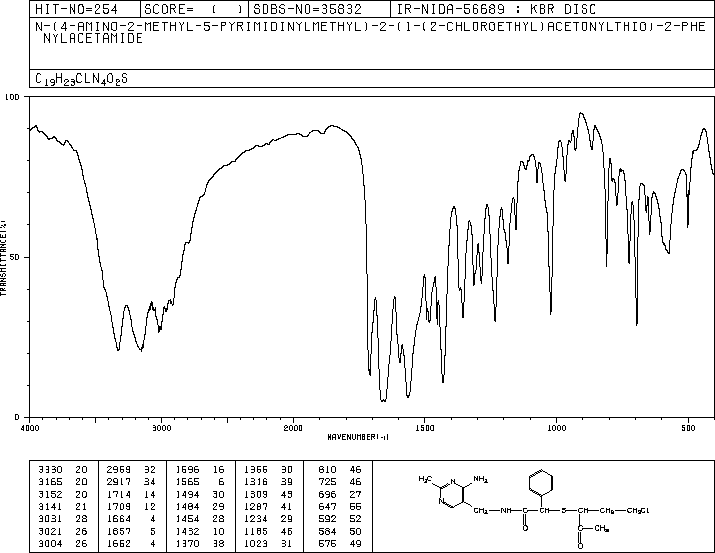 HIT-NO=254 SCORE= ( ) SDBS-NO=35832 IR-NIDA-56689 : KBR DISC
N-(4-AMINO-2-METHYL-5-PYRIMIDINYLMETHYL)-2-(1-(2-CHLOROETHYL)ACETONYLTHIO)-2-PHE
NYLACETAMIDE
C19H23CLN4O2S
100
50
0
TRANSMITTANCE(%)
4000 3000 2000 1500 1000 500
WAVENUMBER(-1)
3330 20 2969 32 1596 16 1366 30 810 46
3165 20 2917 34 1565 6 1316 39 725 46
3152 20 1714 14 1494 30 1309 49 696 27
3141 21 1709 12 1484 29 1287 41 647 55
3031 28 1664 4 1454 28 1234 29 592 52
3021 26 1657 5 1432 10 1185 46 584 50
3004 26 1652 4 1370 38 1023 31 575 49
H3C
N
NH2
N
CH2
NH
C
O
CH
S
CH
CH2
CH2Cl
C
CH3
O